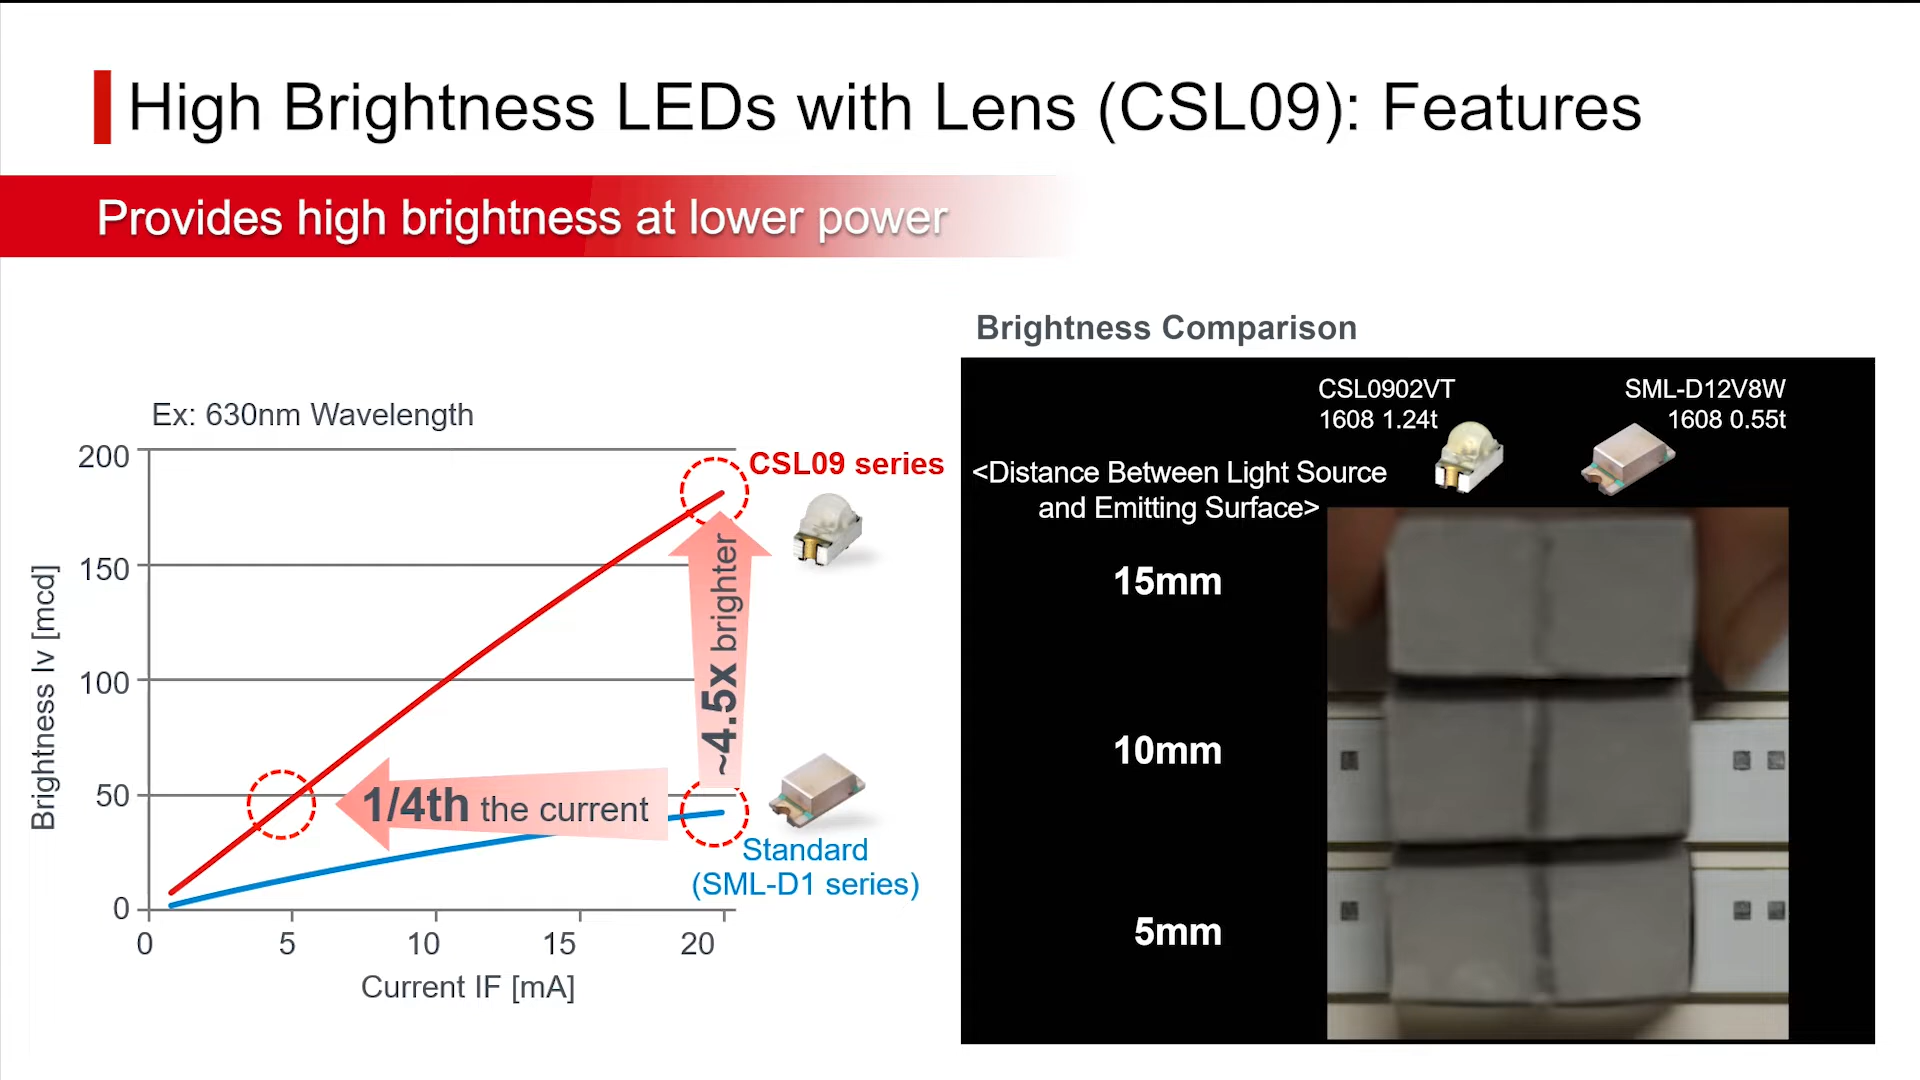 High Brightness LEDs with Lens (CSL09): Features
Provides high brightness at lower power
Ex: 630nm Wavelength
200
150
100
50
0
Brightness Iv [mcd]
0 5 10 15 20
Current IF [mA]
CSL09 series
~4.5x brighter
1/4th the current
Standard
(SML-D1 series)
Brightness Comparison
CSL0902VT
1608 1.24t
SML-D12V8W
1608 0.55t
<Distance Between Light Source
and Emitting Surface>
15mm
10mm
5mm